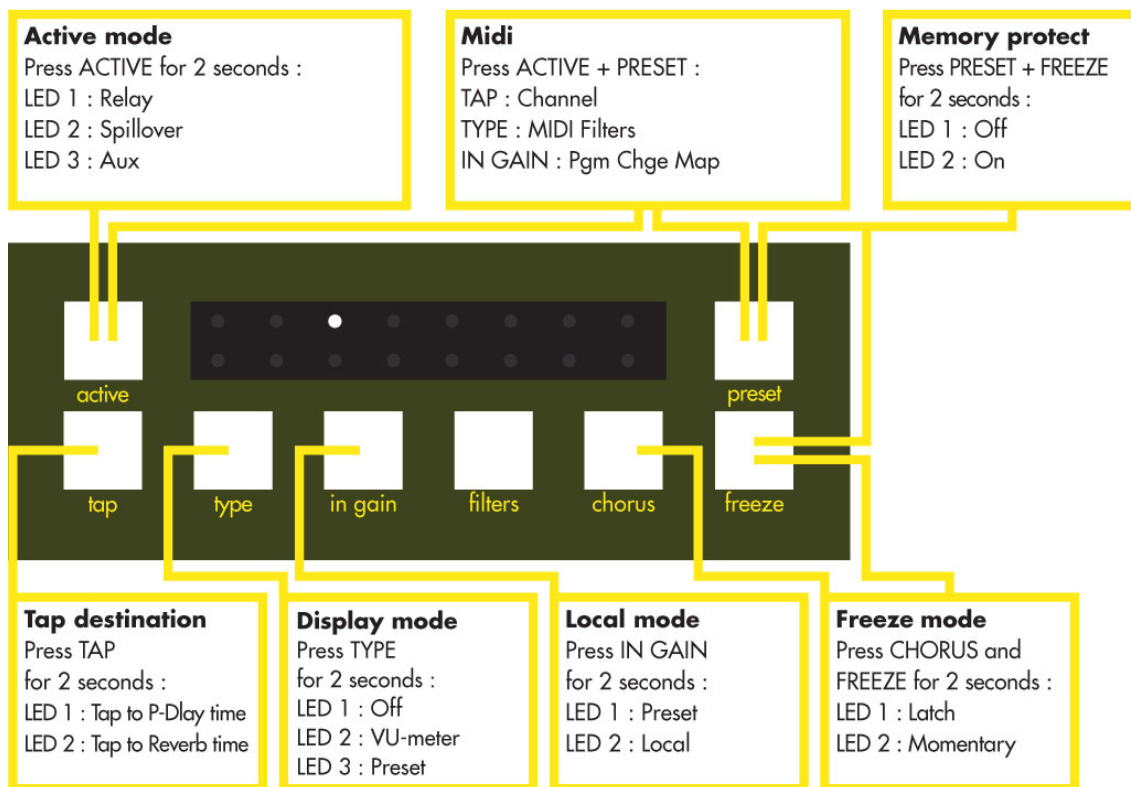 Active mode
Press ACTIVE for 2 seconds :
LED 1 : Relay
LED 2 : Spillover
LED 3 : Aux
Midi
Press ACTIVE + PRESET :
TAP : Channel
TYPE : MIDI Filters
IN GAIN : Pgm Chge Map
Memory protect
Press PRESET + FREEZE
for 2 seconds :
LED 1 : Off
LED 2 : On
active
preset
tap
type
in gain
filters
chorus
freeze
Tap destination
Press TAP
for 2 seconds :
LED 1 : Tap to P-Dlay time
LED 2 : Tap to Reverb time
Display mode
Press TYPE
for 2 seconds :
LED 1 : Off
LED 2 : VU-meter
LED 3 : Preset
Local mode
Press IN GAIN
for 2 seconds :
LED 1 : Preset
LED 2 : Local
Freeze mode
Press CHORUS and
FREEZE for 2 seconds :
LED 1 : Latch
LED 2 : Momentary